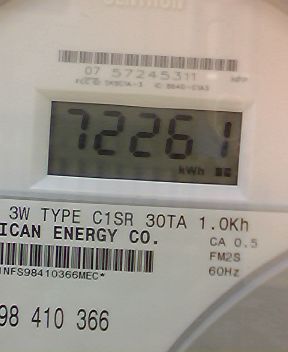 CENTRON
07 57245311
72261
kWh
3W TYPE C1SR 30TA 1.0Kh
ICAN ENERGY CO.
CA 0.5
FM2S
60Hz
INFS98410366MEC*
98 410 366